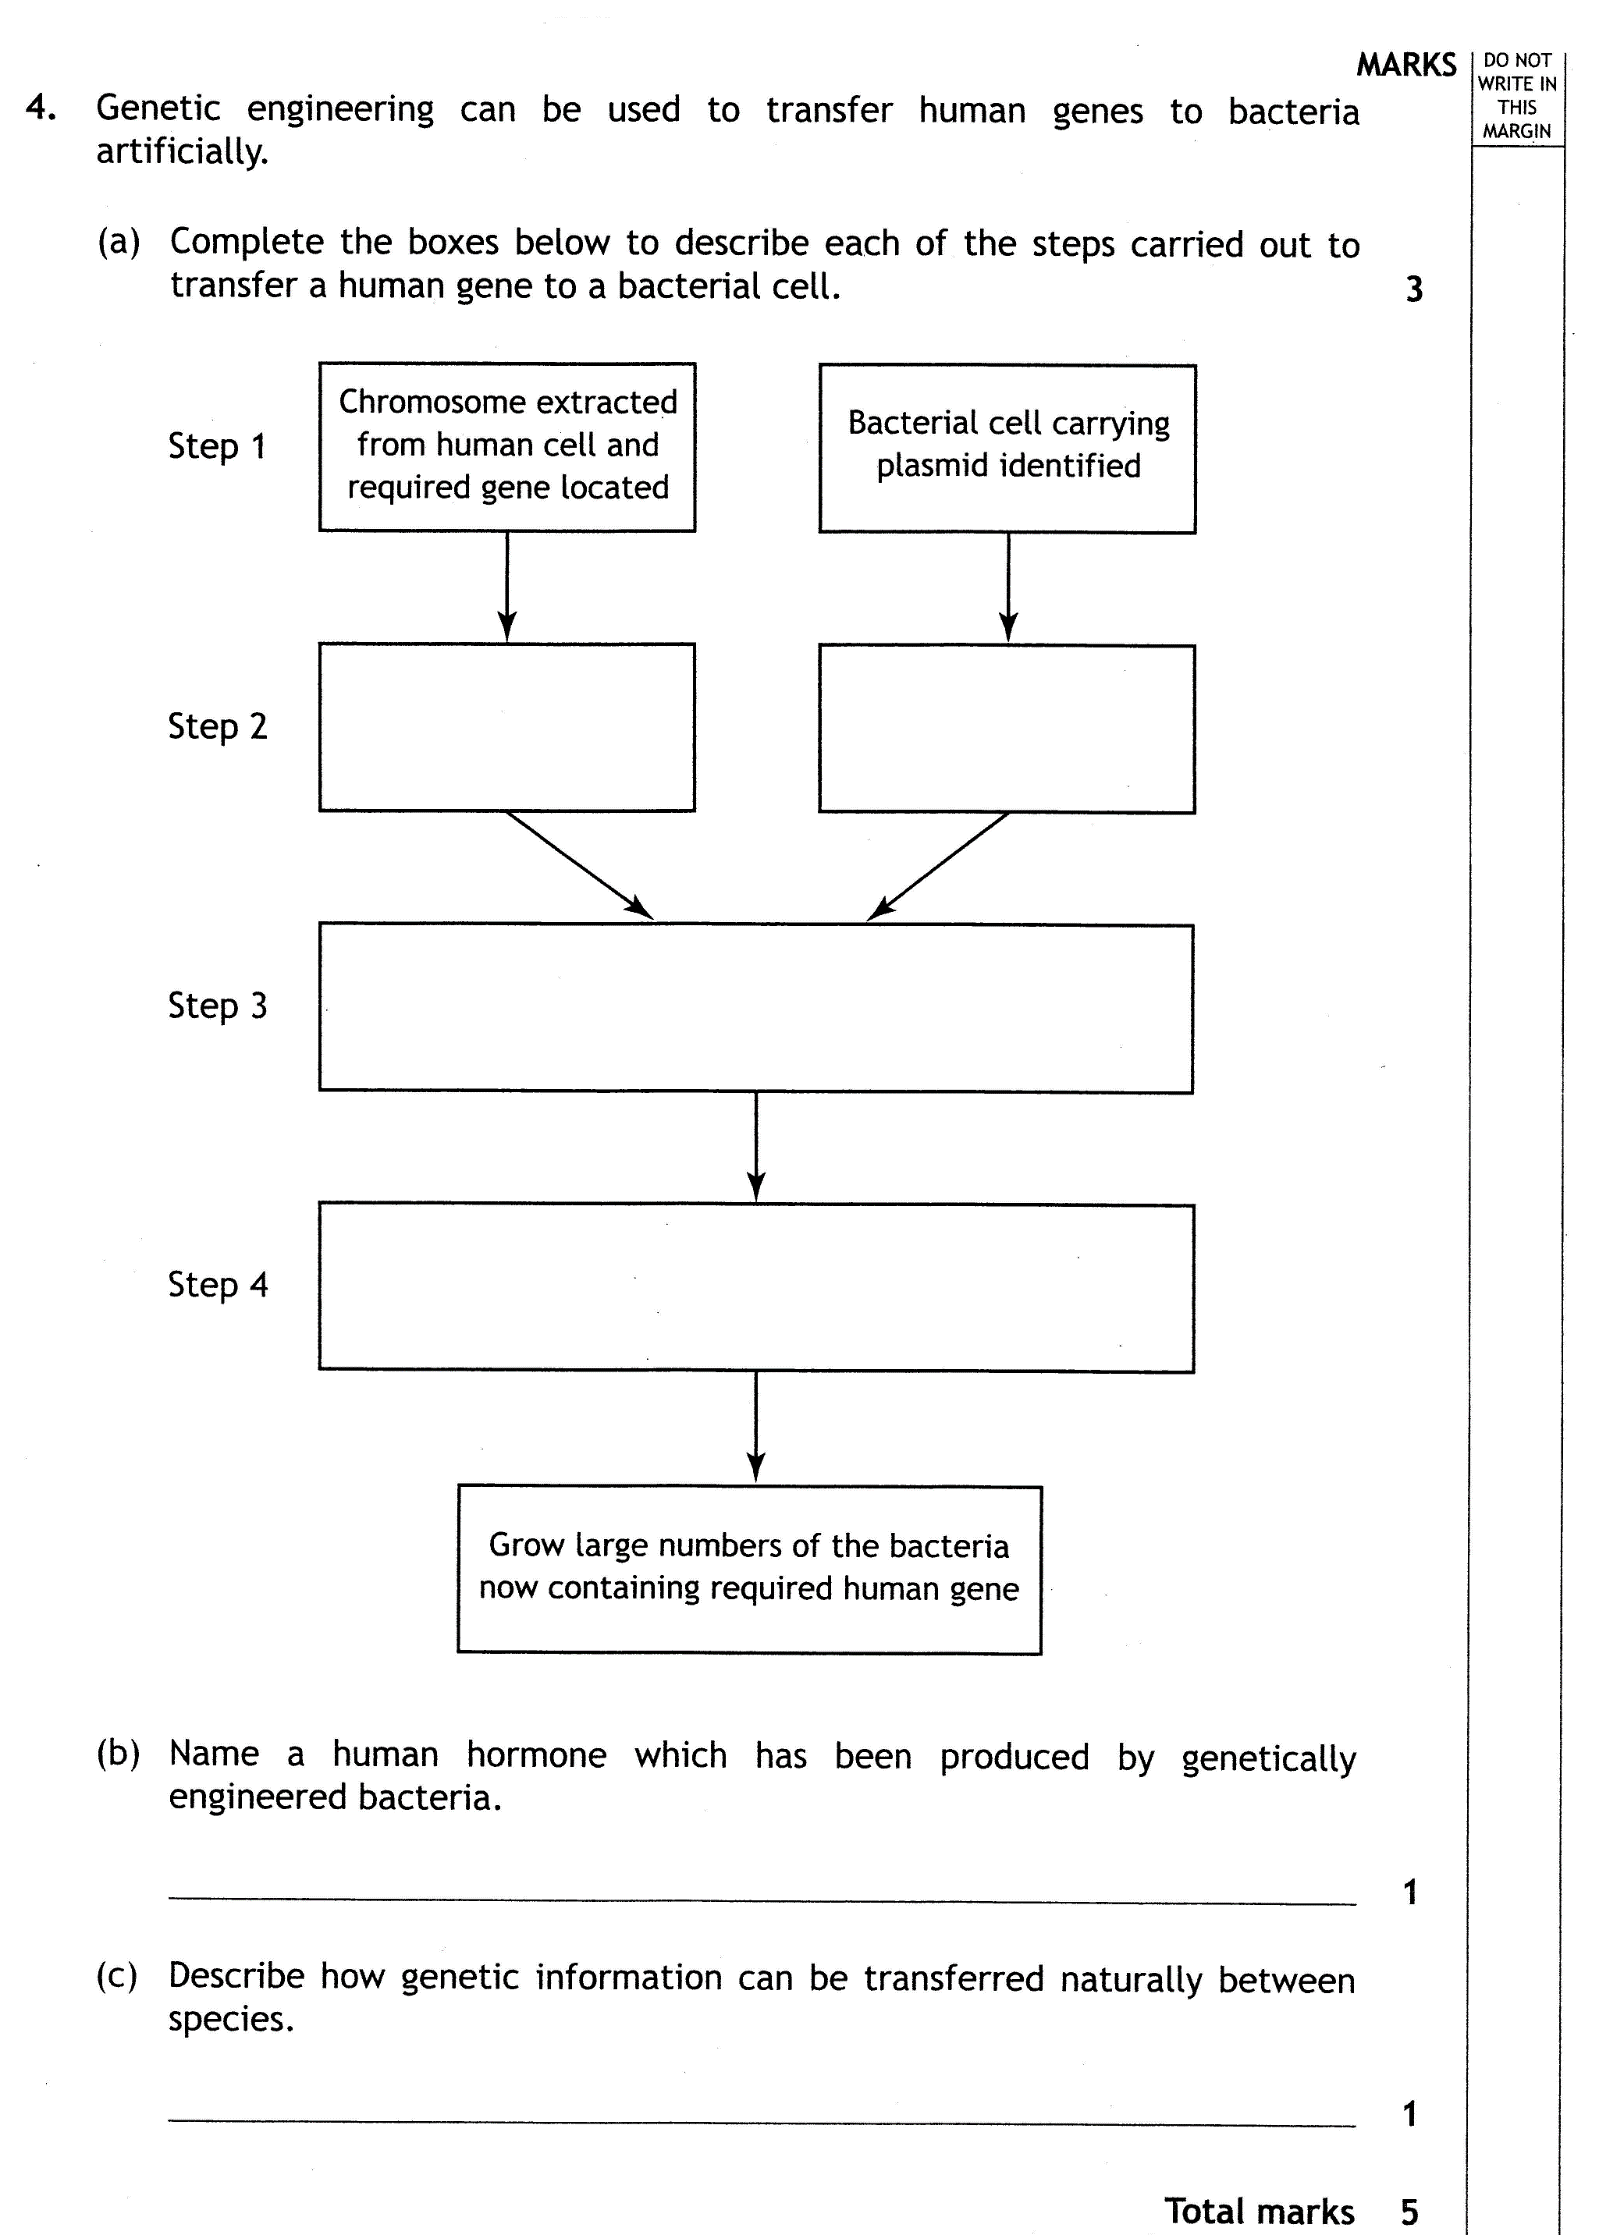 MARKS
DO NOT
WRITE IN
THIS
MARGIN
4. Genetic engineering can be used to transfer human genes to bacteria
artificially.
(a) Complete the boxes below to describe each of the steps carried out to
transfer a human gene to a bacterial cell.
3
Step 1
Chromosome extracted
from human cell and
required gene located
Bacterial cell carrying
plasmid identified
Step 2
Step 3
Step 4
Grow large numbers of the bacteria
now containing required human gene
(b) Name a human hormone which has been produced by genetically
engineered bacteria.
1
(c) Describe how genetic information can be transferred naturally between
species.
1
Total marks 5